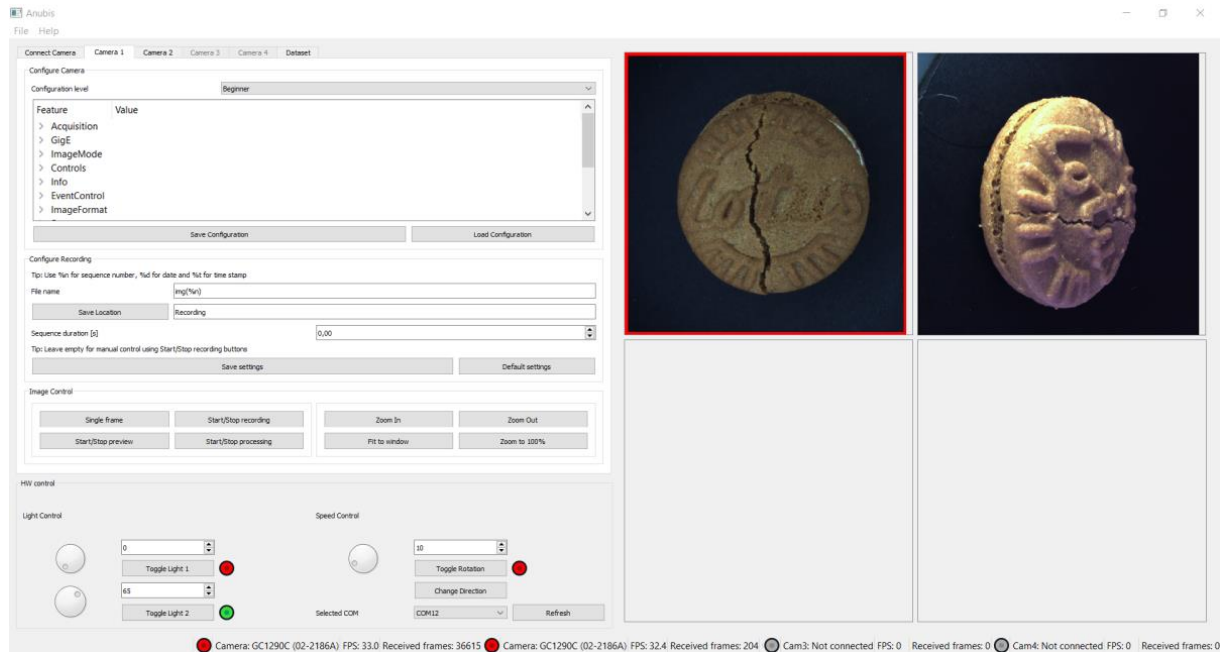 Anubis
File Help
Connect Camera Camera 1 Camera 2 Camera 3 Camera 4 Dataset
Configure Camera
Configuration level Beginner
Feature Value
Acquisition
GigE
ImageMode
Controls
Info
EventControl
ImageFormat
Save Configuration Load Configuration
Configure Recording
Tip: Use %n for sequence number, %d for date and %t for time stamp
File name img(%n)
Save Location Recording
Sequence duration [s] 0,00
Tip: Leave empty for manual control using Start/Stop recording buttons
Save settings Default settings
Image Control
Single frame Start/Stop recording Zoom In Zoom Out
Start/Stop preview Start/Stop processing Fit to window Zoom to 100%
HW control
Light Control Speed Control
0 10
Toggle Light 1 Toggle Rotation
65 Change Direction
Toggle Light 2 Selected COM COM12 Refresh
Camera: GC1290C (02-2186A) FPS: 33.0 Received frames: 36615 Camera: GC1290C (02-2186A) FPS: 32.4 Received frames: 204 Cam3: Not connected FPS: 0 Received frames: 0 Cam4: Not connected FPS: 0 Received frames: 0